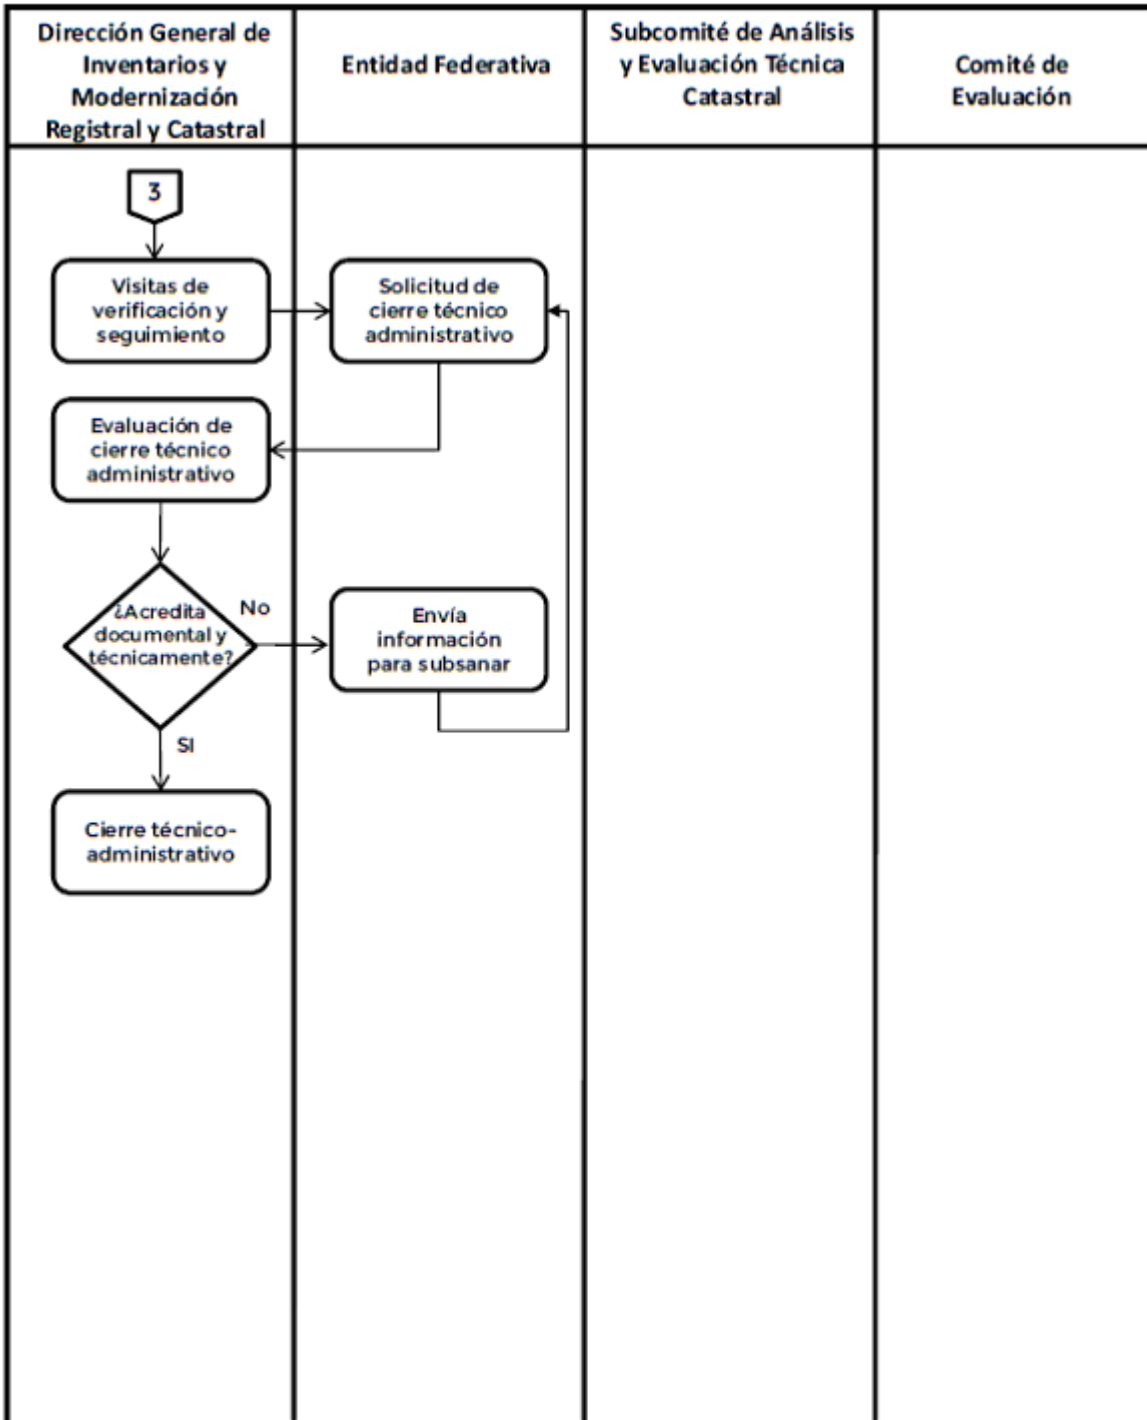 Dirección General de
Inventarios y
Modernización
Registral y Catastral
Entidad Federativa
Subcomité de Análisis
y Evaluación Técnica
Catastral
Comité de
Evaluación
3
Visitas de
verificación y
seguimiento
Solicitud de
cierre técnico
administrativo
Evaluación de
cierre técnico
administrativo
¿Acredita
documental y
técnicamente?
No
Envía
información
para subsanar
SI
Cierre técnico-
administrativo